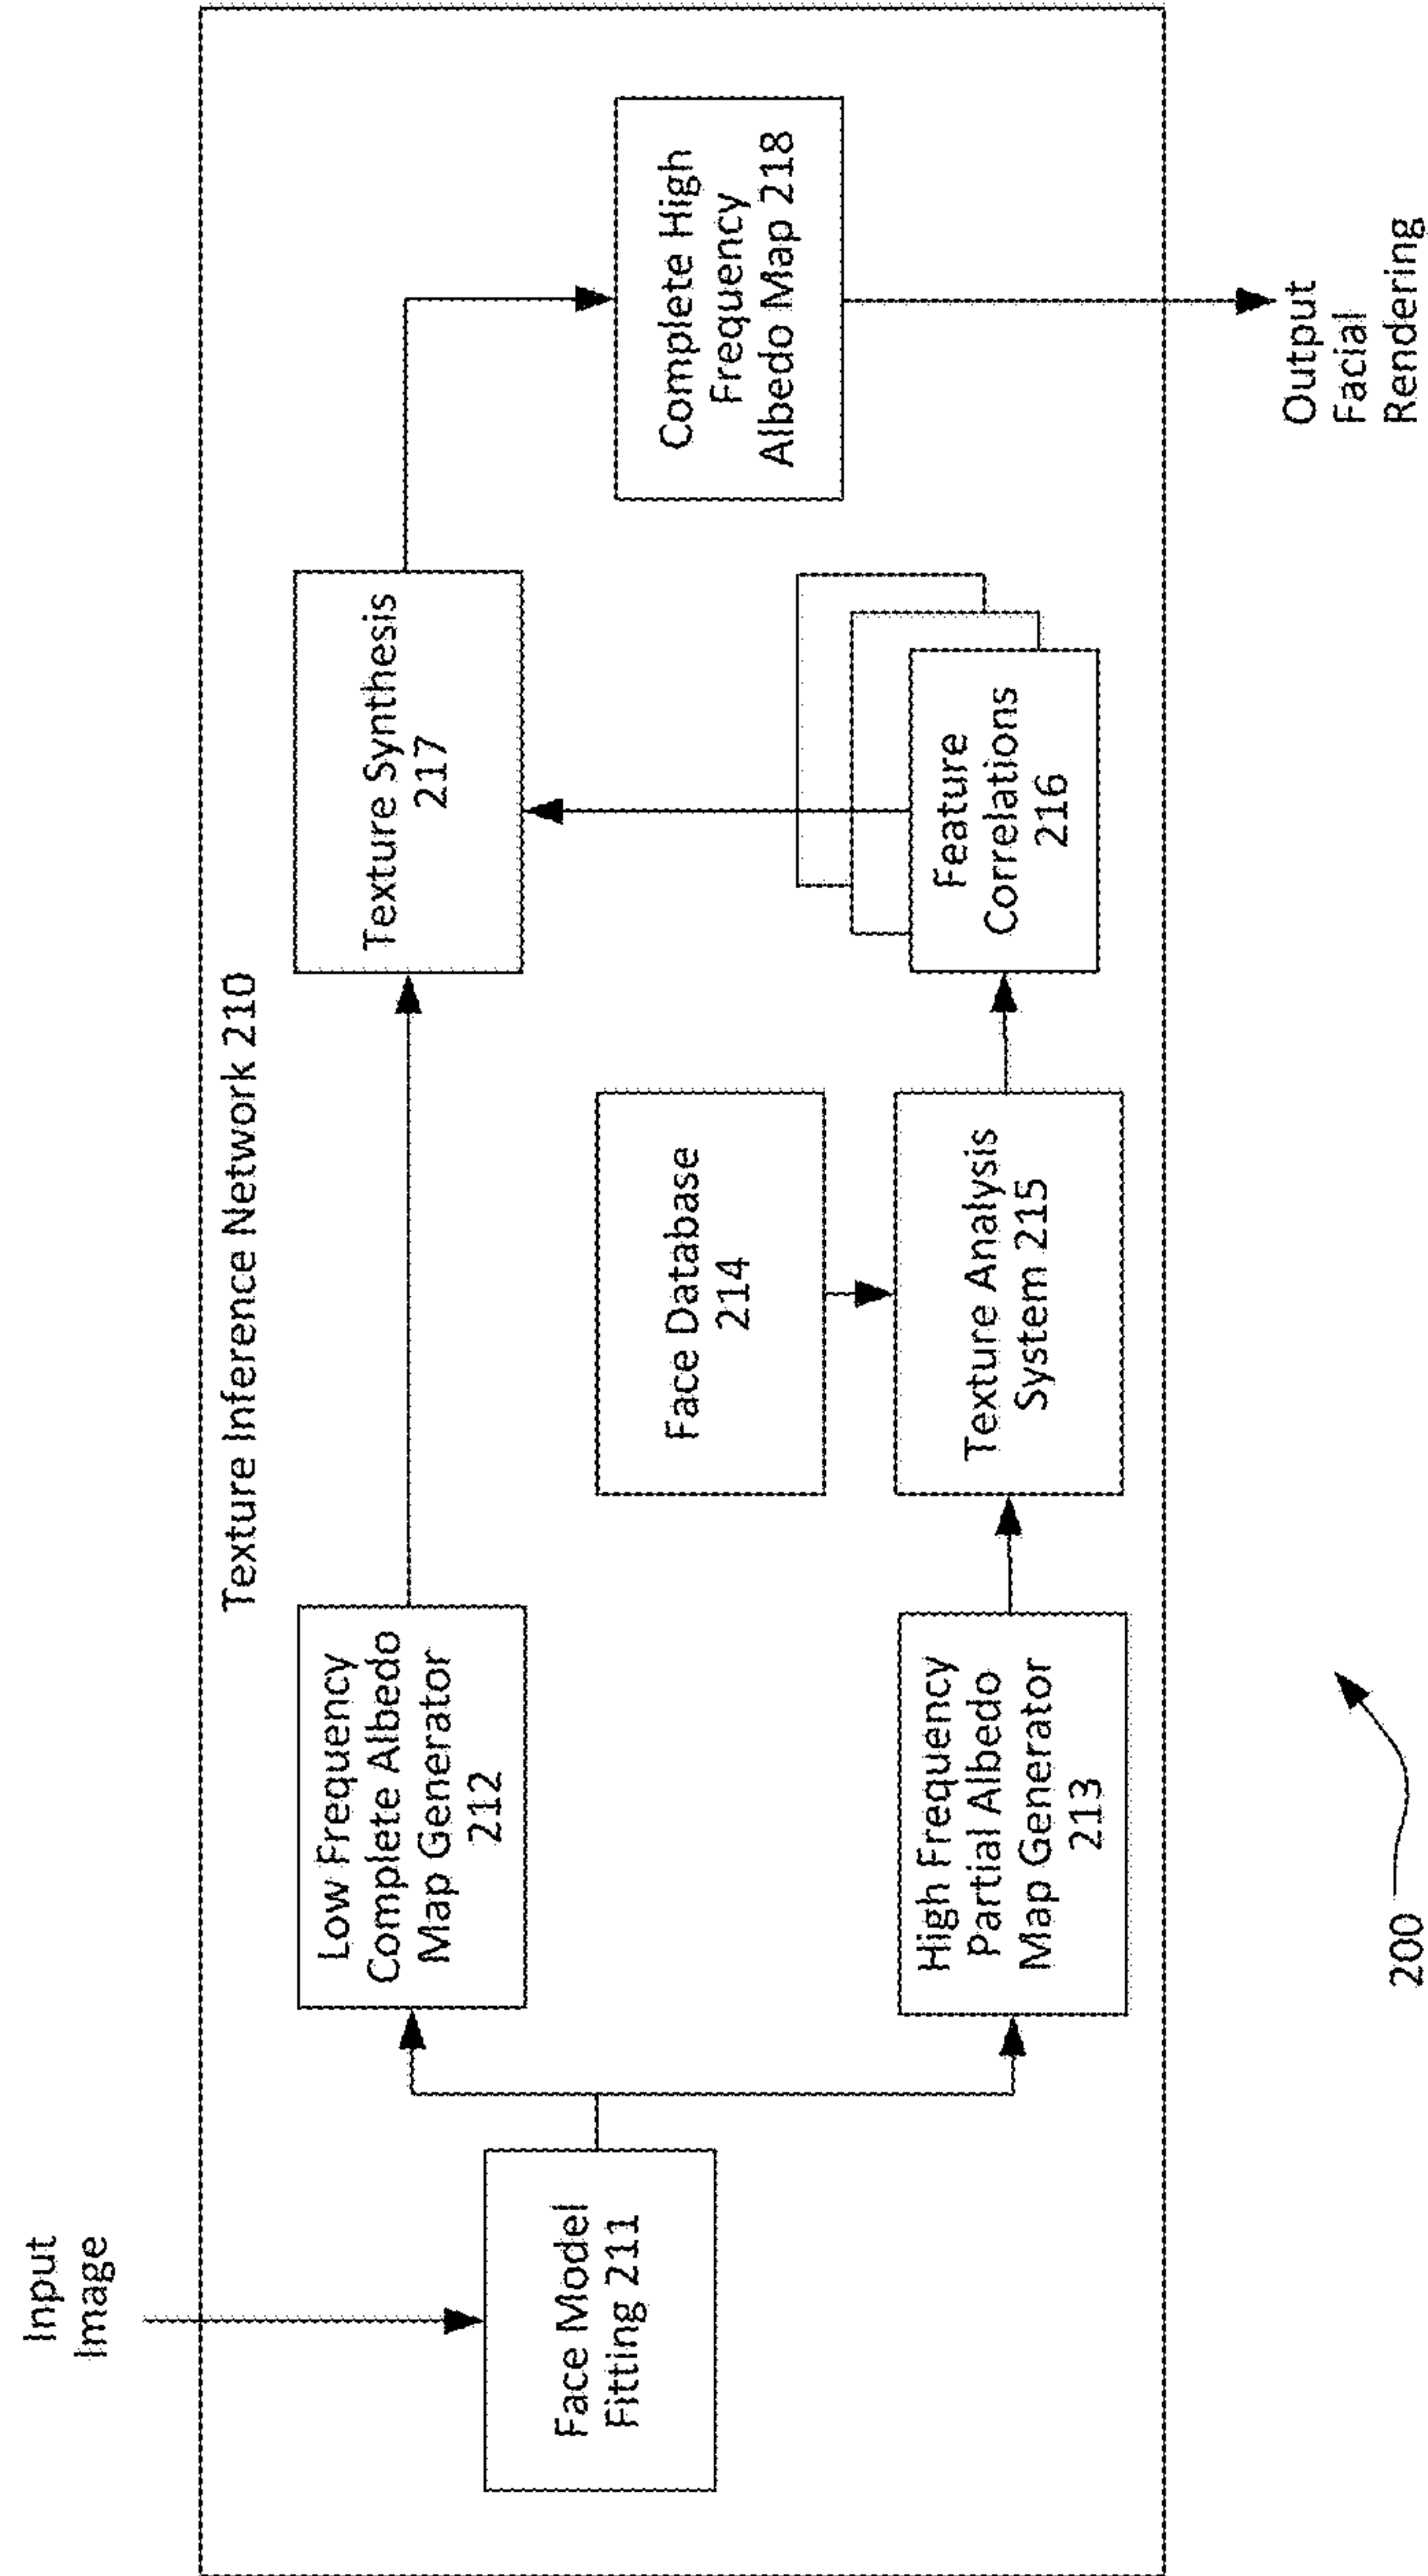 Input
Image
Texture Inference Network 210
Face Model
Fitting 211
Low Frequency
Complete Albedo
Map Generator
212
High Frequency
Partial Albedo
Map Generator
213
Face Database
214
Texture Analysis
System 215
Feature
Correlations
216
Texture Synthesis
217
Complete High
Frequency
Albedo Map 218
Output
Facial
Rendering
200